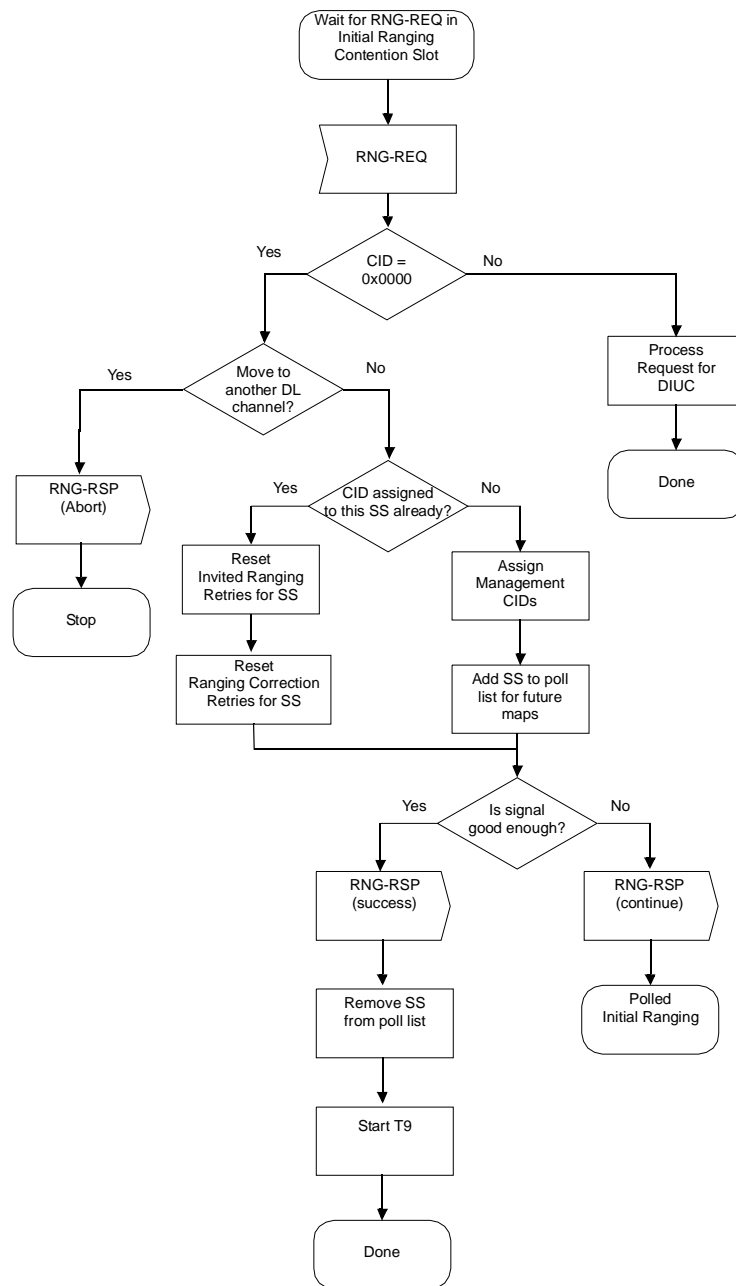 Wait for RNG-REQ in
Initial Ranging
Contention Slot
RNG-REQ
Yes
CID =
0x0000
No
Yes
Move to
another DL
channel?
No
Process
Request for
DIUC
RNG-RSP
(Abort)
Yes
CID assigned
to this SS already?
No
Done
Stop
Reset
Invited Ranging
Retries for SS
Assign
Management
CIDs
Reset
Ranging Correction
Retries for SS
Add SS to poll
list for future
maps
Yes
Is signal
good enough?
No
RNG-RSP
(success)
RNG-RSP
(continue)
Remove SS
from poll list
Polled
Initial Ranging
Start T9
Done